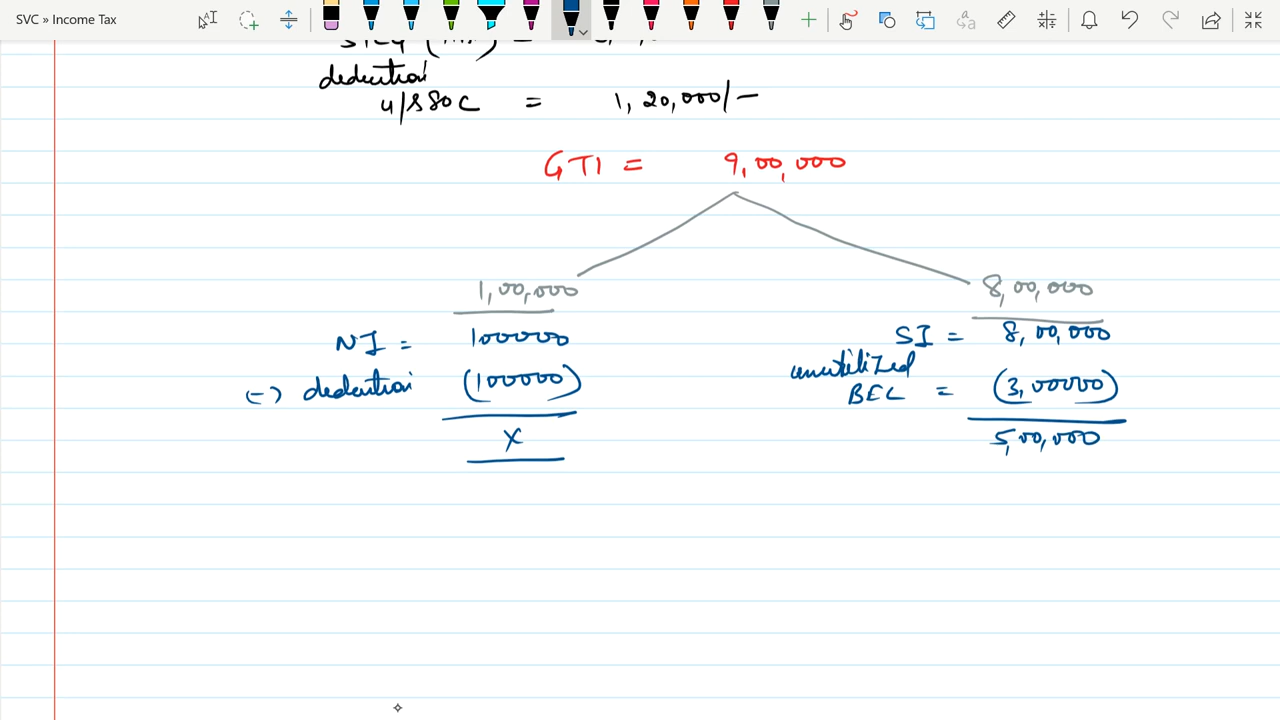 SVC » Income Tax
deduction
u/s 80C = 1,20,000/-
GTI = 9,00,000
1,00,000 8,00,000
NI = 100000 SI = 8,00,000
(-) deduction (100000) unutilized BEL = (3,00000)
X 5,00,000